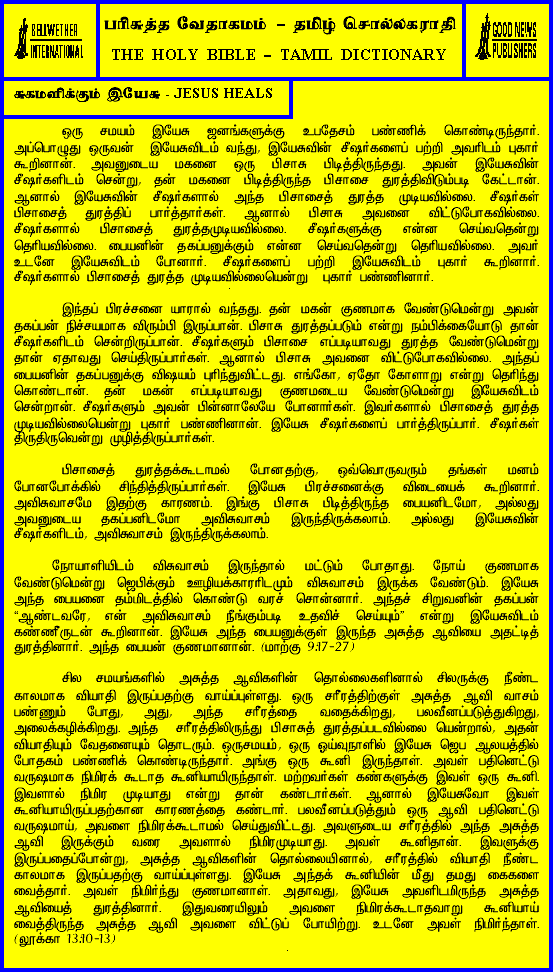 BELLWETHER
INTERNATIONAL
பரிசுத்த வேதாகமம் – தமிழ் சொல்லகராதி
THE HOLY BIBLE – TAMIL DICTIONARY
GOOD NEWS
PUBLISHERS
சுகமளிக்கும் இயேசு - JESUS HEALS
ஒரு சமயம் இயேசு ஜனங்களுக்கு உபதேசம் பண்ணிக் கொண்டிருந்தார்.
அப்பொழுது ஒருவன் இயேசுவிடம் வந்து, இயேசுவின் சீஷர்களைப் பற்றி அவரிடம் புகார்
கூறினான். அவனுடைய மகனை ஒரு பிசாசு பிடித்திருந்தது. அவன் இயேசுவின்
சீஷர்களிடம் சென்று, தன் மகனை பிடித்திருந்த பிசாசை துரத்திவிடும்படி கேட்டான்.
ஆனால் இயேசுவின் சீஷர்களால் அந்த பிசாசைத் துரத்த முடியவில்லை. சீஷர்கள்
பிசாசைத் துரத்திப் பார்த்தார்கள். ஆனால் பிசாசு அவனை விட்டுபோகவில்லை.
சீஷர்களால் பிசாசைத் துரத்தமுடியவில்லை. சீஷர்களுக்கு என்ன செய்வதென்று
தெரியவில்லை. பையனின் தகப்பனுக்கும் என்ன செய்வதென்று தெரியவில்லை. அவர்
உடனே இயேசுவிடம் போனார். சீஷர்களைப் பற்றி இயேசுவிடம் புகார் கூறினார்.
சீஷர்களால் பிசாசைத் துரத்த முடியவில்லையென்று புகார் பண்ணினார்.
இந்தப் பிரச்சனை யாரால் வந்தது. தன் மகன் குணமாக வேண்டுமென்று அவன்
தகப்பன் நிச்சயமாக விரும்பி இருப்பான். பிசாசு துரத்தப்படும் என்று நம்பிக்கையோடு தான்
சீஷர்களிடம் சென்றிருப்பான். சீஷர்களும் பிசாசை எப்படியாவது துரத்த வேண்டுமென்று
தான் ஏதாவது செய்திருப்பார்கள். ஆனால் பிசாசு அவனை விட்டுபோகவில்லை. அந்தப்
பையனின் தகப்பனுக்கு விஷயம் புரிந்துவிட்டது. எங்கோ, ஏதோ கோளாறு என்று தெரிந்து
கொண்டான். தன் மகன் எப்படியாவது குணமடைய வேண்டுமென்று இயேசுவிடம்
சென்றான். சீஷர்களும் அவன் பின்னாலேயே போனார்கள். இவர்களால் பிசாசைத் துரத்த
முடியவில்லையென்று புகார் பண்ணினான். இயேசு சீஷர்களைப் பார்த்திருப்பார். சீஷர்கள்
திருதிருவென்று முழித்திருப்பார்கள்.
பிசாசைத் துரத்தக்கூடாமல் போனதற்கு, ஒவ்வொருவரும் தங்கள் மனம்
போனபோக்கில் சிந்தித்திருப்பார்கள். இயேசு பிரச்சனைக்கு விடையைக் கூறினார்.
அவிசுவாசமே இதற்கு காரணம். இங்கு பிசாசு பிடித்திருந்த பையனிடமோ, அல்லது
அவனுடைய தகப்பனிடமோ அவிசுவாசம் இருந்திருக்கலாம். அல்லது இயேசுவின்
சீஷர்களிடம், அவிசுவாசம் இருந்திருக்கலாம்.
நோயாளியிடம் விசுவாசம் இருந்தால் மட்டும் போதாது. நோய் குணமாக
வேண்டுமென்று ஜெபிக்கும் ஊழியக்காரரிடமும் விசுவாசம் இருக்க வேண்டும். இயேசு
அந்த பையனை தம்மிடத்தில் கொண்டு வரச் சொன்னார். அந்தச் சிறுவனின் தகப்பன்
“ஆண்டவரே, என் அவிசுவாசம் நீங்கும்படி உதவிச் செய்யும்” என்று இயேசுவிடம்
கண்ணீருடன் கூறினான். இயேசு அந்த பையனுக்குள் இருந்த அசுத்த ஆவியை அதட்டித்
துரத்தினார். அந்த பையன் குணமானான். (மாற்கு 9:17-27)
சில சமயங்களில் அசுத்த ஆவிகளின் தொல்லைகளினால் சிலருக்கு நீண்ட
காலமாக வியாதி இருப்பதற்கு வாய்ப்புள்ளது. ஒரு சரீரத்திற்குள் அசுத்த ஆவி வாசம்
பண்ணும் போது, அது, அந்த சரீரத்தை வதைக்கிறது, பலவீனப்படுத்துகிறது,
அலைக்கழிக்கிறது. அந்த சரீரத்திலிருந்து பிசாசுத் துரத்தப்படவில்லை யென்றால், அதன்
வியாதியும் வேதனையும் தொடரும். ஒருசமயம், ஒரு ஓய்வுநாளில் இயேசு ஜெப ஆலயத்தில்
போதகம் பண்ணிக் கொண்டிருந்தார். அங்கு ஒரு கூனி இருந்தாள். அவள் பதினெட்டு
வருஷமாக நிமிரக் கூடாத கூனியாயிருந்தாள். மற்றவர்கள் கண்களுக்கு இவள் ஒரு கூனி.
இவளால் நிமிர முடியாது என்று தான் கண்டார்கள். ஆனால் இயேசுவோ இவள்
கூனியாயிருப்பதற்கான காரணத்தை கண்டார். பலவீனப்படுத்தும் ஒரு ஆவி பதினெட்டு
வருஷமாய், அவளை நிமிரக்கூடாமல் செய்துவிட்டது. அவளுடைய சரீரத்தில் அந்த அசுத்த
ஆவி இருக்கும் வரை அவளால் நிமிரமுடியாது. அவள் கூனிதான். இவளுக்கு
இருப்பதைப்போன்று, அசுத்த ஆவிகளின் தொல்லையினால், சரீரத்தில் வியாதி நீண்ட
காலமாக இருப்பதற்கு வாய்ப்புள்ளது. இயேசு அந்தக் கூனியின் மீது தமது கைகளை
வைத்தார். அவள் நிமிர்ந்து குணமானாள். அதாவது, இயேசு அவளிடமிருந்த அசுத்த
ஆவியைத் துரத்தினார். இதுவரையிலும் அவளை நிமிரக்கூடாதவாறு கூனியாய்
வைத்திருந்த அசுத்த ஆவி அவளை விட்டுப் போயிற்று. உடனே அவள் நிமிர்ந்தாள்.
(லூக்கா 13:10-13)